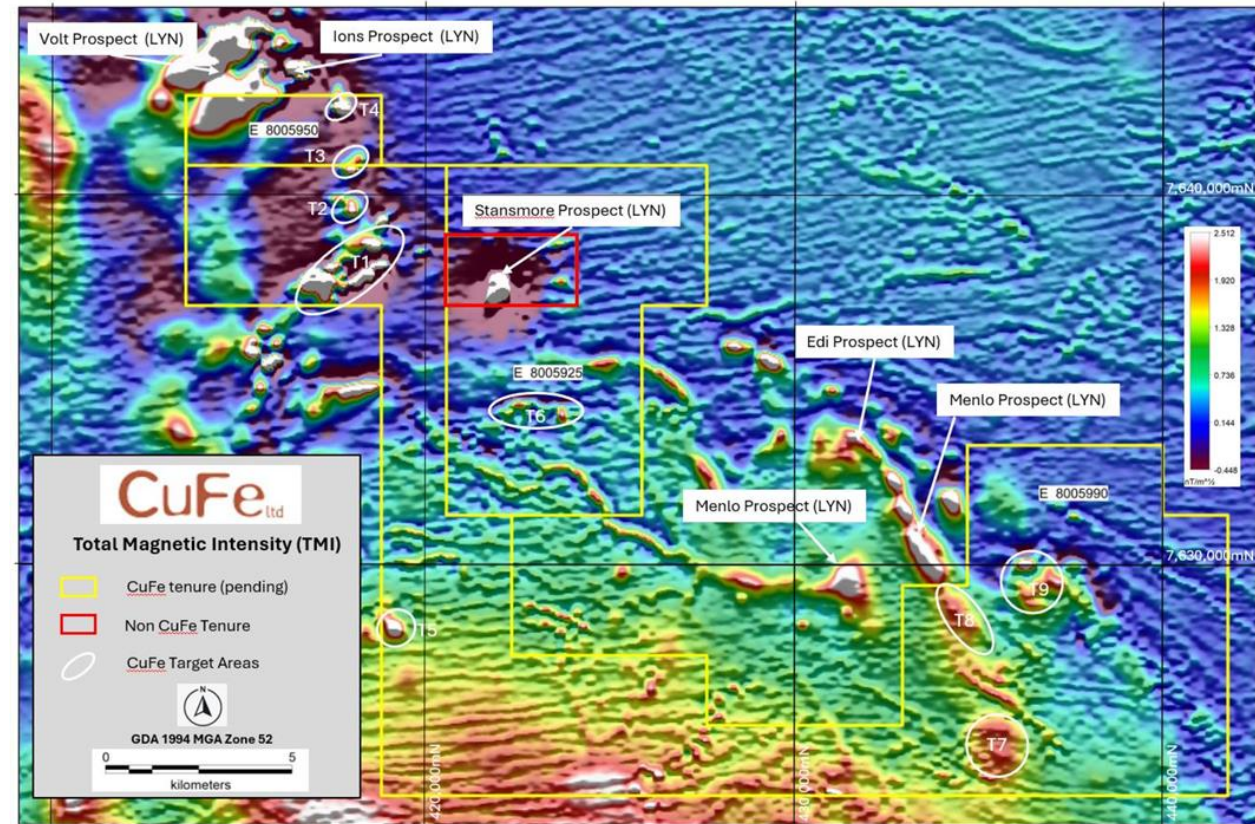 Volt Prospect (LYN)
Ions Prospect (LYN)
T4
E 8005950
T3
7,640,000mN
T2
Stansmore Prospect (LYN)
T1
2.512
1.920
1.328
0.736
0.144
-0.448
nT/m^½
Edi Prospect (LYN)
E 8005925
Menlo Prospect (LYN)
T6
Menlo Prospect (LYN)
E 8005990
7,630,000mN
T9
T8
T5
T7
420,000mN
430,000mN
440,000mN
CuFe ltd
Total Magnetic Intensity (TMI)
CuFe tenure (pending)
Non CuFe Tenure
CuFe Target Areas
N
GDA 1994 MGA Zone 52
0 5
kilometers